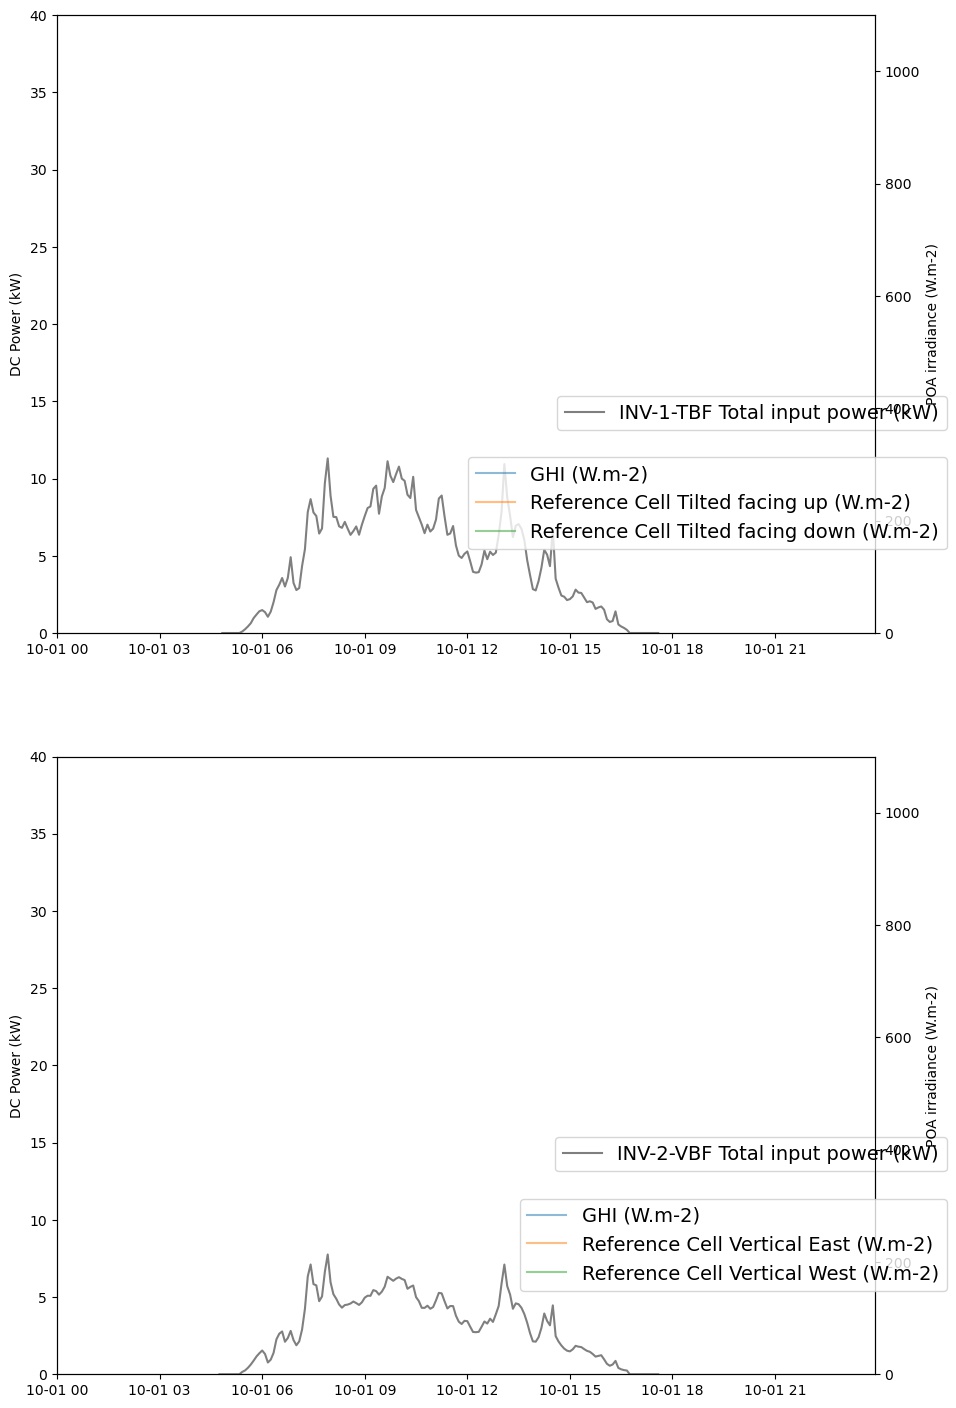 40
35
30
25
20
15
10
5
0
DC Power (kW)
1000
800
600
400
200
0
POA irradiance (W.m-2)
INV-1-TBF Total input power (kW)
GHI (W.m-2)
Reference Cell Tilted facing up (W.m-2)
Reference Cell Tilted facing down (W.m-2)
10-01 00 10-01 03 10-01 06 10-01 09 10-01 12 10-01 15 10-01 18 10-01 21
40
35
30
25
20
15
10
5
0
DC Power (kW)
1000
800
600
400
200
0
POA irradiance (W.m-2)
INV-2-VBF Total input power (kW)
GHI (W.m-2)
Reference Cell Vertical East (W.m-2)
Reference Cell Vertical West (W.m-2)
10-01 00 10-01 03 10-01 06 10-01 09 10-01 12 10-01 15 10-01 18 10-01 21